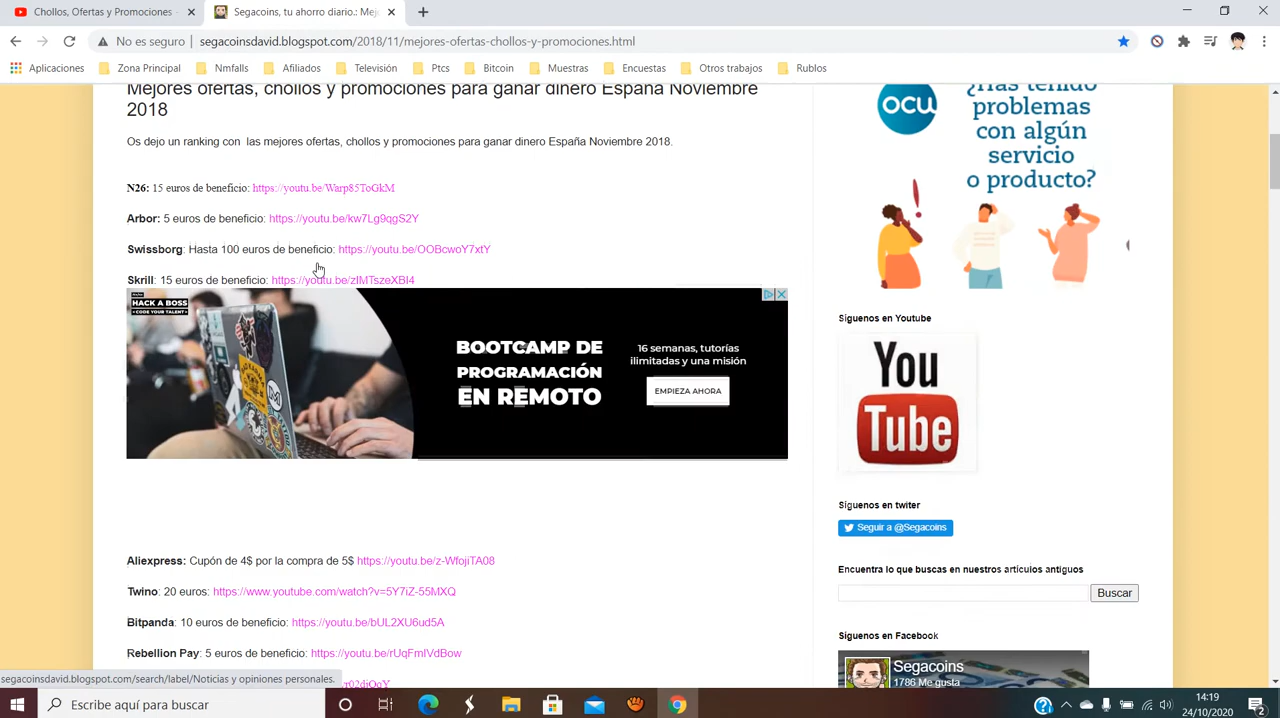 Chollos, Ofertas y Promociones -
Segacoins, tu ahorro diario.: Mej
No es seguro
segacoinsdavid.blogspot.com/2018/11/mejores-ofertas-chollos-y-promociones.html
Aplicaciones
Zona Principal
Nmfalls
Afiliados
Televisión
Ptcs
Bitcoin
Muestras
Encuestas
Otros trabajos
Rublos
Mejores ofertas, chollos y promociones para ganar dinero España Noviembre
2018
Os dejo un ranking con las mejores ofertas, chollos y promociones para ganar dinero España Noviembre 2018.
N26: 15 euros de beneficio: https://youtu.be/Warp85ToGkM
Arbor: 5 euros de beneficio: https://youtu.be/kw7Lg9qgS2Y
Swissborg: Hasta 100 euros de beneficio: https://youtu.be/OOBcwoY7xtY
Skrill: 15 euros de beneficio: https://youtu.be/zIMTszeXBI4
HACK A BOSS
<CODE YOUR TALENT>
BOOTCAMP DE
PROGRAMACIÓN
EN REMOTO
16 semanas, tutorías
ilimitadas y una misión
EMPIEZA AHORA
Aliexpress: Cupón de 4$ por la compra de 5$ https://youtu.be/z-WfojiTA08
Twino: 20 euros: https://www.youtube.com/watch?v=5Y7iZ-55MXQ
Bitpanda: 10 euros de beneficio: https://youtu.be/bUL2XU6ud5A
Rebellion Pay: 5 euros de beneficio: https://youtu.be/rUqFmIVdBow
ocu
¿Has tenido
problemas
con algún
servicio
o producto?
Síguenos en Youtube
You
Tube
Síguenos en twiter
Seguir a @Segacoins
Encuentra lo que buscas en nuestros artículos antiguos
Buscar
Síguenos en Facebook
Segacoins
1786 Me gusta
segacoinsdavid.blogspot.com/search/label/Noticias y opiniones personales.
Escribe aquí para buscar
14:19
24/10/2020
2